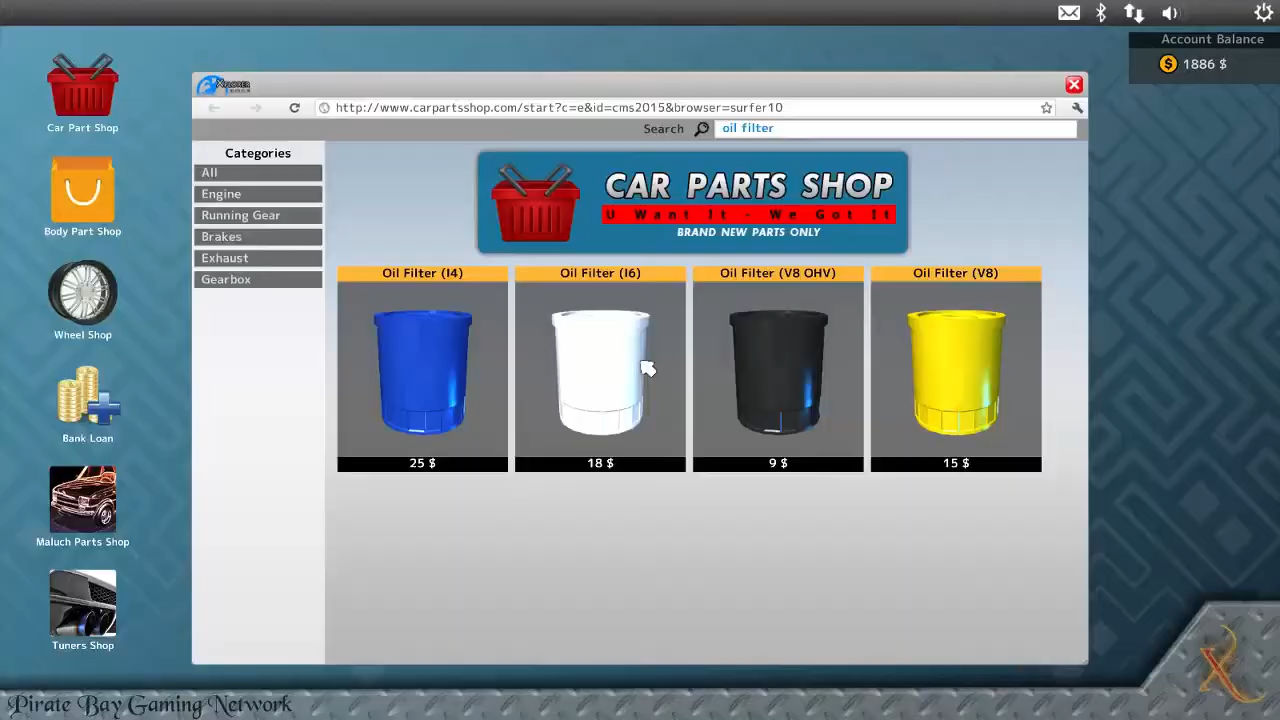 Account Balance
1886 $
Car Part Shop
Body Part Shop
Wheel Shop
Bank Loan
Maluch Parts Shop
Tuners Shop
http://www.carpartsshop.com/start?c=e&id=cms2015&browser=surfer10
Search oil filter
Categories
All
Engine
Running Gear
Brakes
Exhaust
Gearbox
CAR PARTS SHOP
U Want It - We Got It
BRAND NEW PARTS ONLY
Oil Filter (I4) Oil Filter (I6) Oil Filter (V8 OHV) Oil Filter (V8)
25 $ 18 $ 9 $ 15 $
Pirate Bay Gaming Network